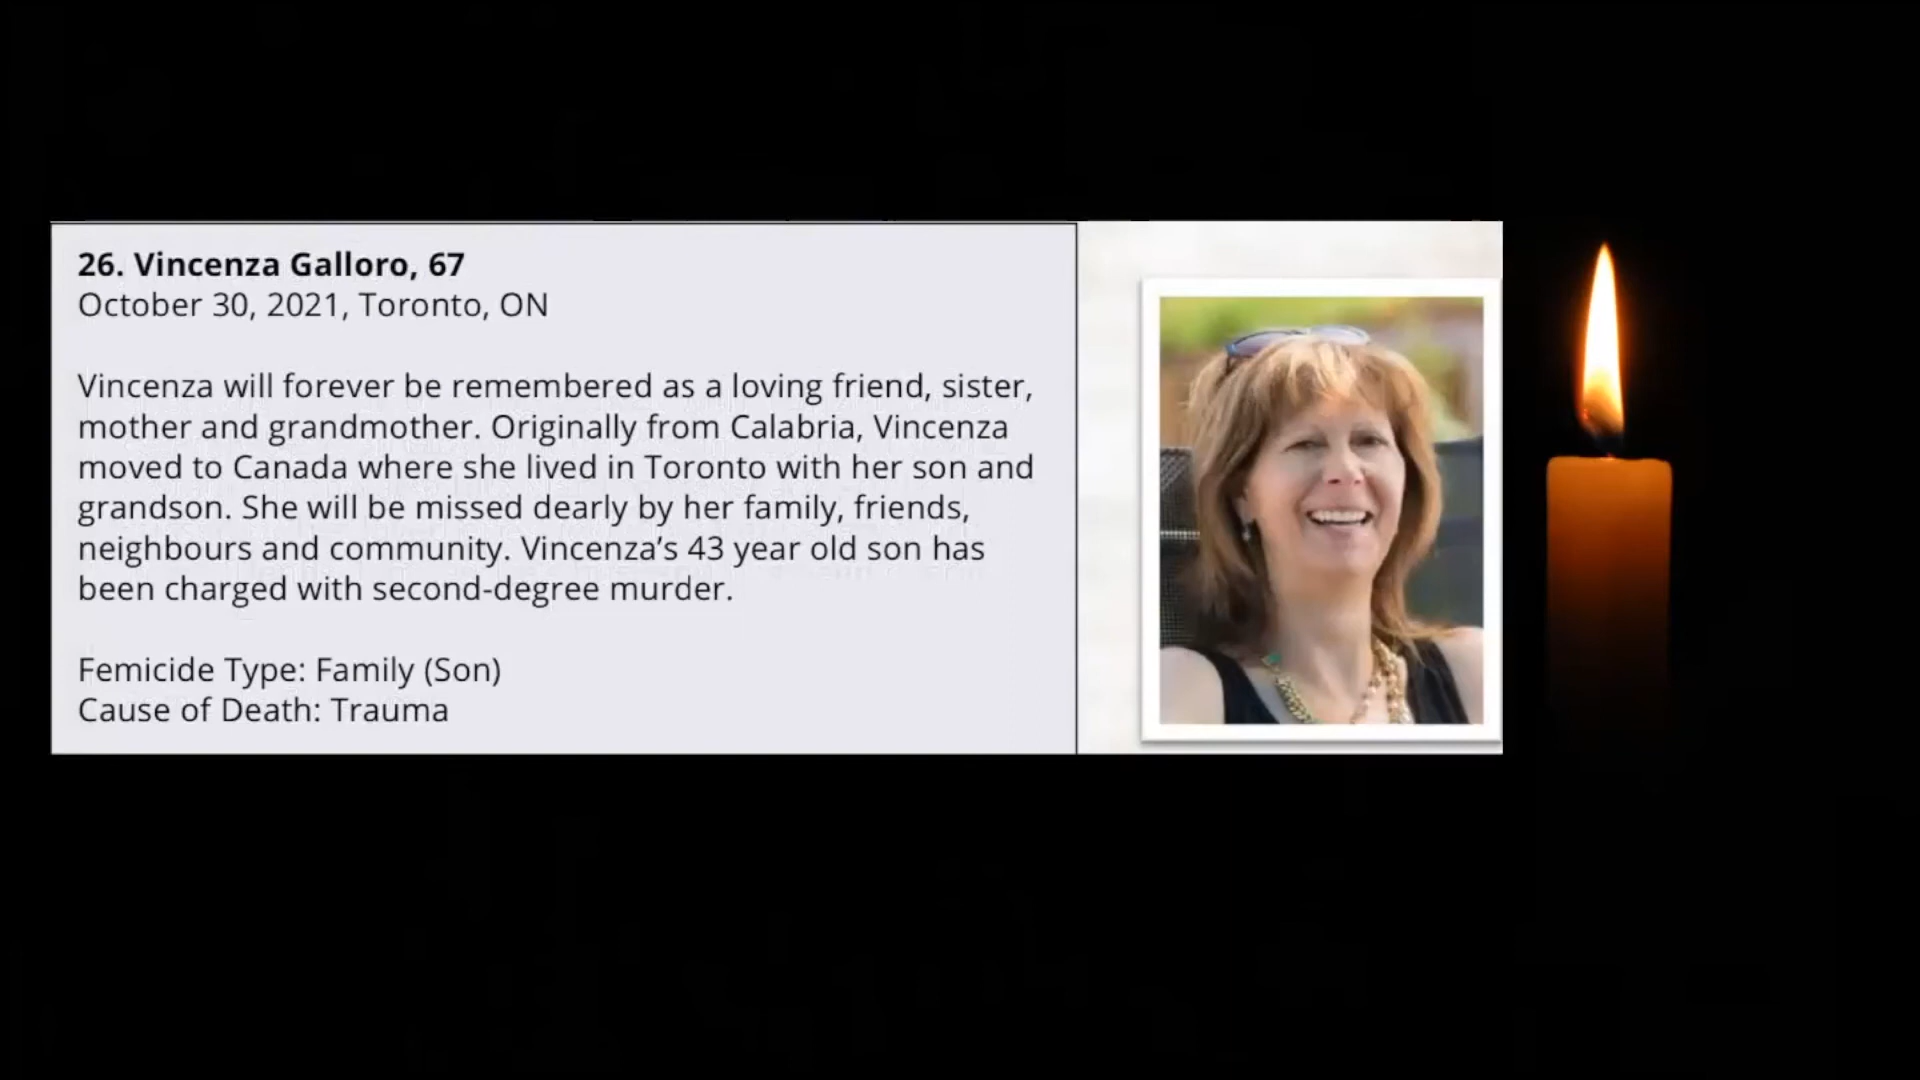 26. Vincenza Galloro, 67
October 30, 2021, Toronto, ON
Vincenza will forever be remembered as a loving friend, sister,
mother and grandmother. Originally from Calabria, Vincenza
moved to Canada where she lived in Toronto with her son and
grandson. She will be missed dearly by her family, friends,
neighbours and community. Vincenza’s 43 year old son has
been charged with second-degree murder.
Femicide Type: Family (Son)
Cause of Death: Trauma